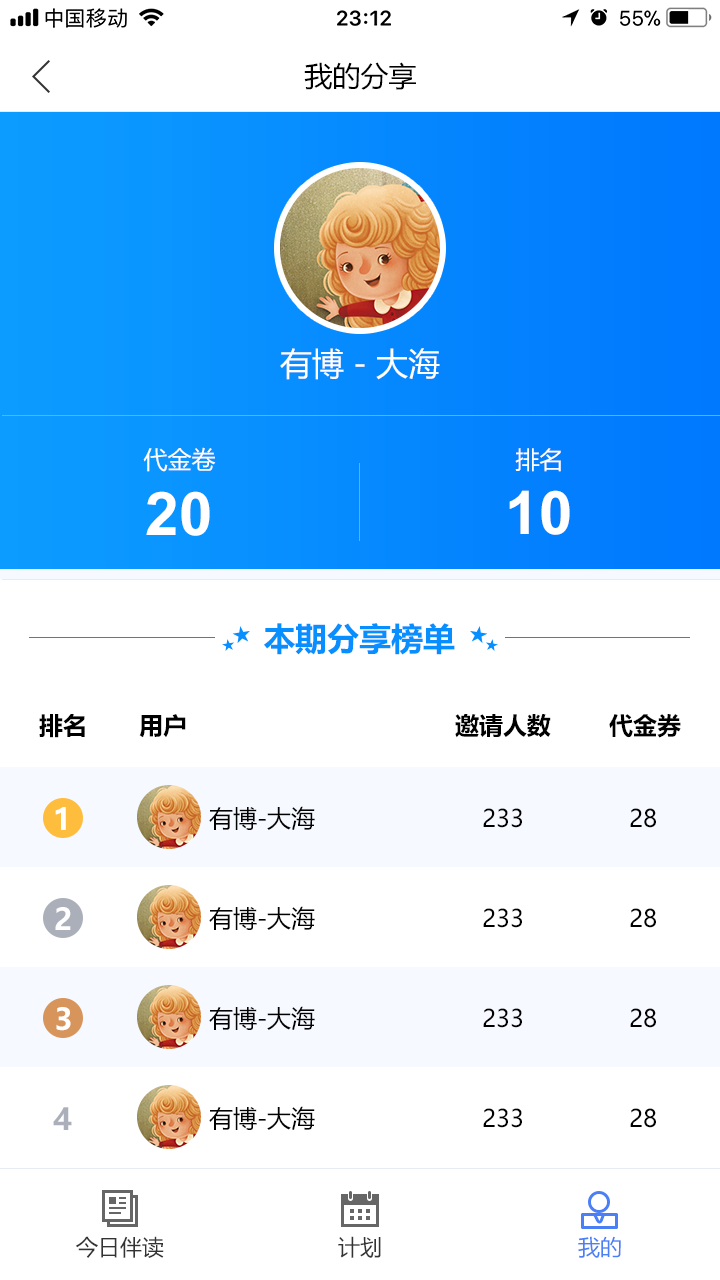 中国移动 23:12 55%
我的分享
有博 - 大海
代金卷 排名
20 10
本期分享榜单
排名 用户 邀请人数 代金券
1 有博-大海 233 28
2 有博-大海 233 28
3 有博-大海 233 28
4 有博-大海 233 28
今日伴读 计划 我的